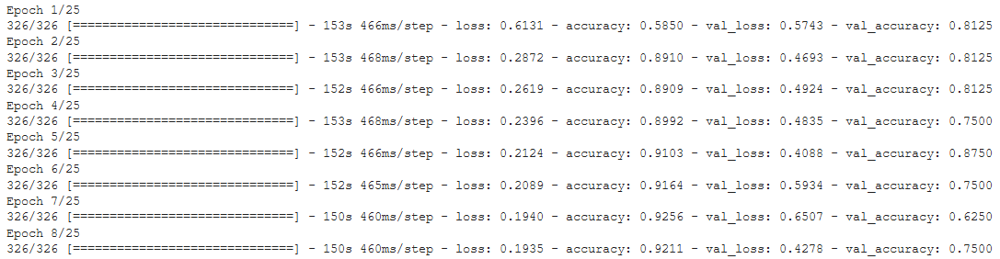 Epoch 1/25
326/326 [==============================] - 153s 466ms/step - loss: 0.6131 - accuracy: 0.5850 - val_loss: 0.5743 - val_accuracy: 0.8125
Epoch 2/25
326/326 [==============================] - 153s 468ms/step - loss: 0.2872 - accuracy: 0.8910 - val_loss: 0.4693 - val_accuracy: 0.8125
Epoch 3/25
326/326 [==============================] - 152s 466ms/step - loss: 0.2619 - accuracy: 0.8909 - val_loss: 0.4924 - val_accuracy: 0.8125
Epoch 4/25
326/326 [==============================] - 153s 468ms/step - loss: 0.2396 - accuracy: 0.8992 - val_loss: 0.4835 - val_accuracy: 0.7500
Epoch 5/25
326/326 [==============================] - 152s 466ms/step - loss: 0.2124 - accuracy: 0.9103 - val_loss: 0.4088 - val_accuracy: 0.8750
Epoch 6/25
326/326 [==============================] - 152s 465ms/step - loss: 0.2089 - accuracy: 0.9164 - val_loss: 0.5934 - val_accuracy: 0.7500
Epoch 7/25
326/326 [==============================] - 150s 460ms/step - loss: 0.1940 - accuracy: 0.9256 - val_loss: 0.6507 - val_accuracy: 0.6250
Epoch 8/25
326/326 [==============================] - 150s 460ms/step - loss: 0.1935 - accuracy: 0.9211 - val_loss: 0.4278 - val_accuracy: 0.7500